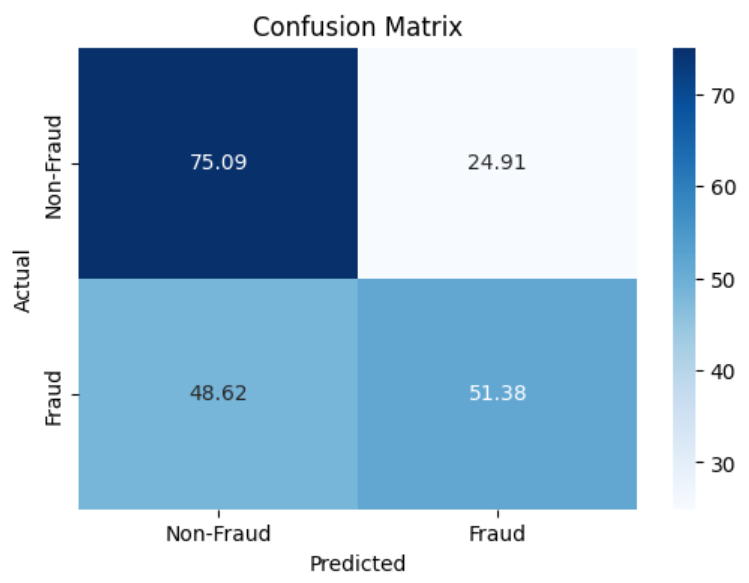 Confusion Matrix
Non-Fraud
75.09
24.91
Actual
Fraud
48.62
51.38
Non-Fraud
Fraud
Predicted
70
60
50
40
30